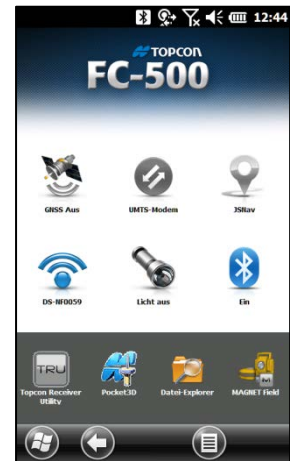 12:44
TOPCON
FC-500
GNSS Aus
UMTS-Modem
JSNav
DS-NF0059
Licht aus
Ein
TRU
Topcon Receiver
Utility
Pocket3D
Datei-Explorer
MAGNET Field